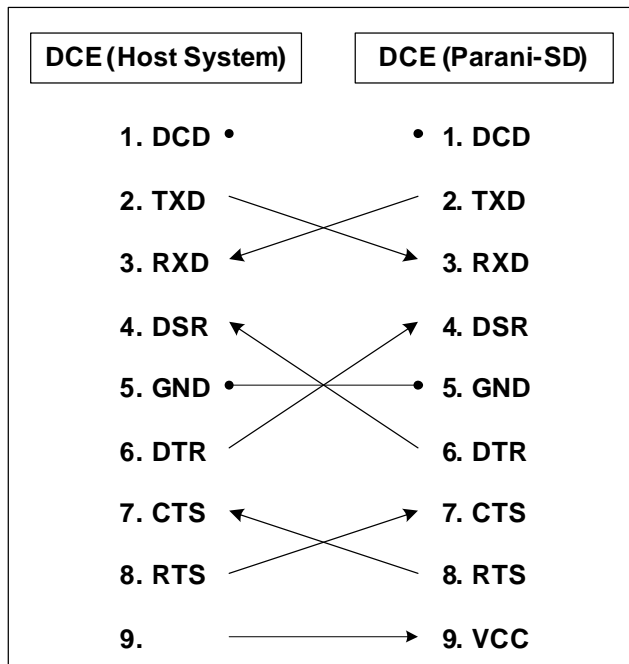 DCE (Host System) DCE (Parani-SD)
1. DCD 1. DCD
2. TXD 2. TXD
3. RXD 3. RXD
4. DSR 4. DSR
5. GND 5. GND
6. DTR 6. DTR
7. CTS 7. CTS
8. RTS 8. RTS
9. 9. VCC